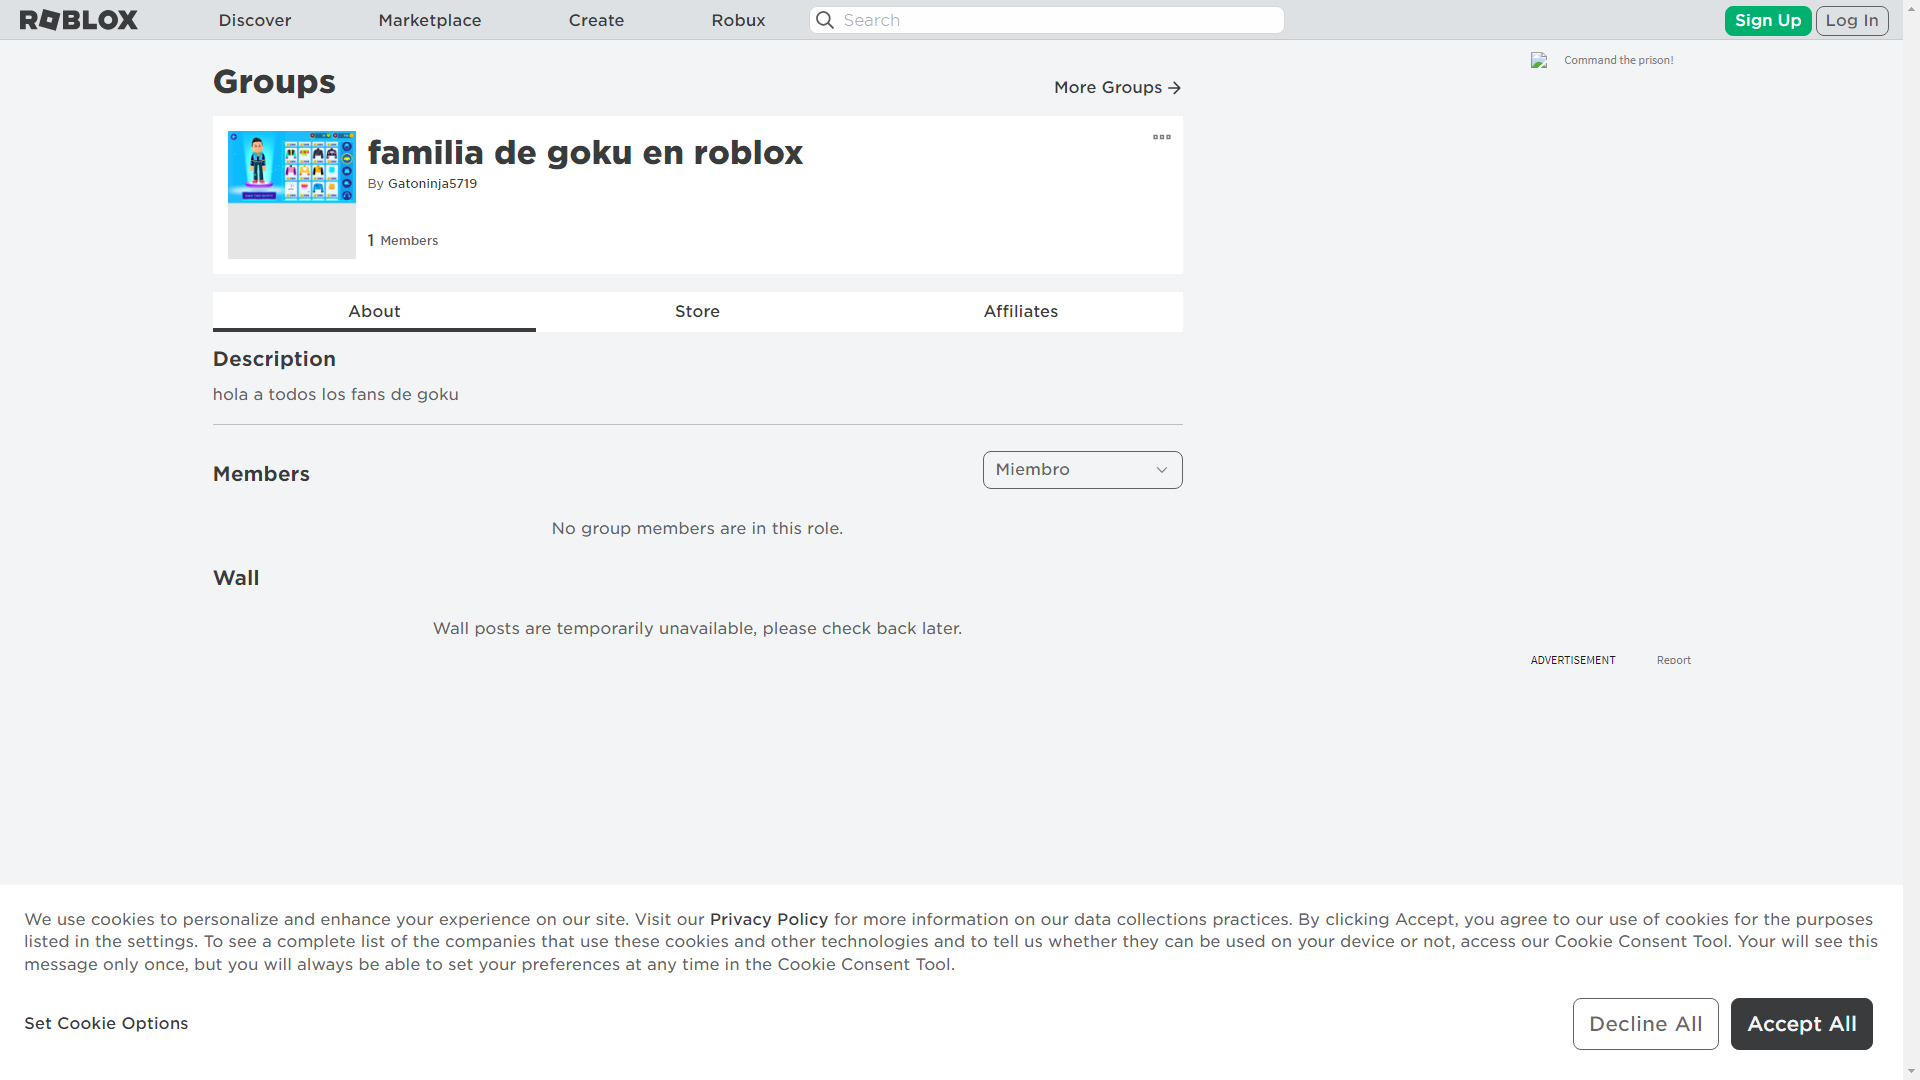 ROBLOX
Discover
Marketplace
Create
Robux
Search
Sign Up
Log In
Command the prison!
Groups
More Groups
familia de goku en roblox
By Gatoninja5719
1 Members
About
Store
Affiliates
Description
hola a todos los fans de goku
Members
Miembro
No group members are in this role.
Wall
Wall posts are temporarily unavailable, please check back later.
ADVERTISEMENT
Report
We use cookies to personalize and enhance your experience on our site. Visit our Privacy Policy for more information on our data collections practices. By clicking Accept, you agree to our use of cookies for the purposes
listed in the settings. To see a complete list of the companies that use these cookies and other technologies and to tell us whether they can be used on your device or not, access our Cookie Consent Tool. Your will see this
message only once, but you will always be able to set your preferences at any time in the Cookie Consent Tool.
Set Cookie Options
Decline All
Accept All